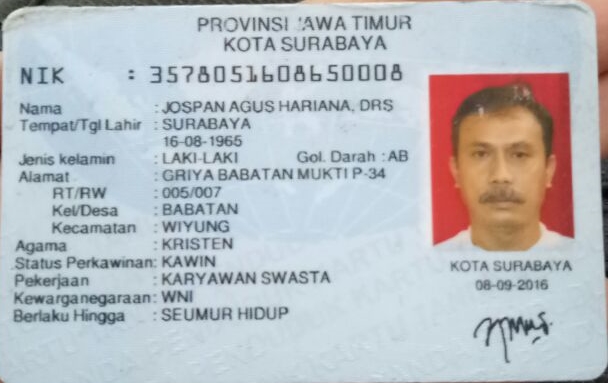 PROVINSI JAWA TIMUR
KOTA SURABAYA
NIK : 3578051608650008
Nama : JOSPAN AGUS HARIANA, DRS
Tempat/Tgl Lahir : SURABAYA
16-08-1965
Jenis kelamin : LAKI-LAKI Gol. Darah : AB
Alamat : GRIYA BABATAN MUKTI P-34
RT/RW : 005/007
Kel/Desa : BABATAN
Kecamatan : WIYUNG
Agama : KRISTEN
Status Perkawinan: KAWIN
Pekerjaan : KARYAWAN SWASTA
Kewarganegaraan: WNI
Berlaku Hingga : SEUMUR HIDUP
KOTA SURABAYA
08-09-2016